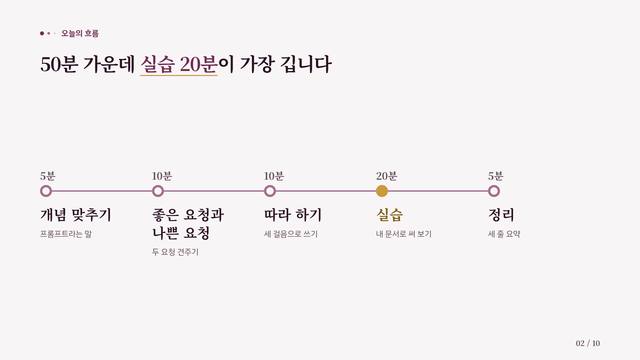 오늘의 흐름
50분 가운데 실습 20분이 가장 깁니다
5분
개념 맞추기
프롬프트라는 말
10분
좋은 요청과
나쁜 요청
두 요청 견주기
10분
따라 하기
세 걸음으로 쓰기
20분
실습
내 문서로 써 보기
5분
정리
세 줄 요약
02 / 10